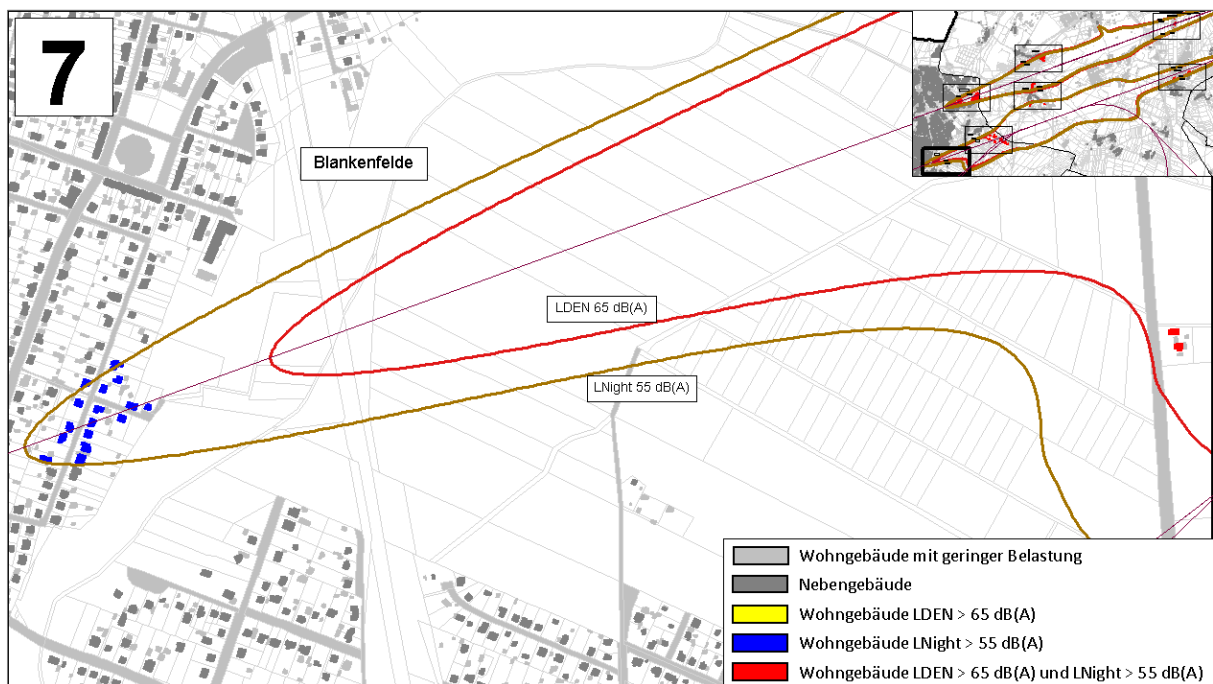 7
Blankenfelde
LDEN 65 dB(A)
LNight 55 dB(A)
Wohngebäude mit geringer Belastung
Nebengebäude
Wohngebäude LDEN > 65 dB(A)
Wohngebäude LNight > 55 dB(A)
Wohngebäude LDEN > 65 dB(A) und LNight > 55 dB(A)